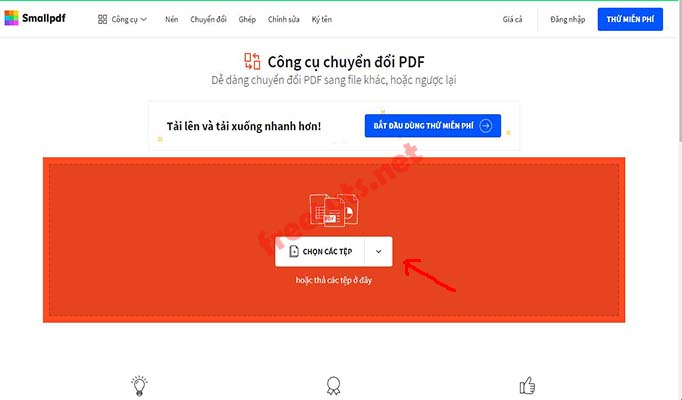 Smallpdf
Công cụ Nén Chuyển đổi Ghép Chỉnh sửa Ký tên Giá cả Đăng nhập THỬ MIỄN PHÍ
Công cụ chuyển đổi PDF
Dễ dàng chuyển đổi PDF sang file khác, hoặc ngược lại
Tải lên và tải xuống nhanh hơn!
BẮT ĐẦU DÙNG THỬ MIỄN PHÍ
PDF
CHỌN CÁC TỆP
hoặc thả các tệp ở đây